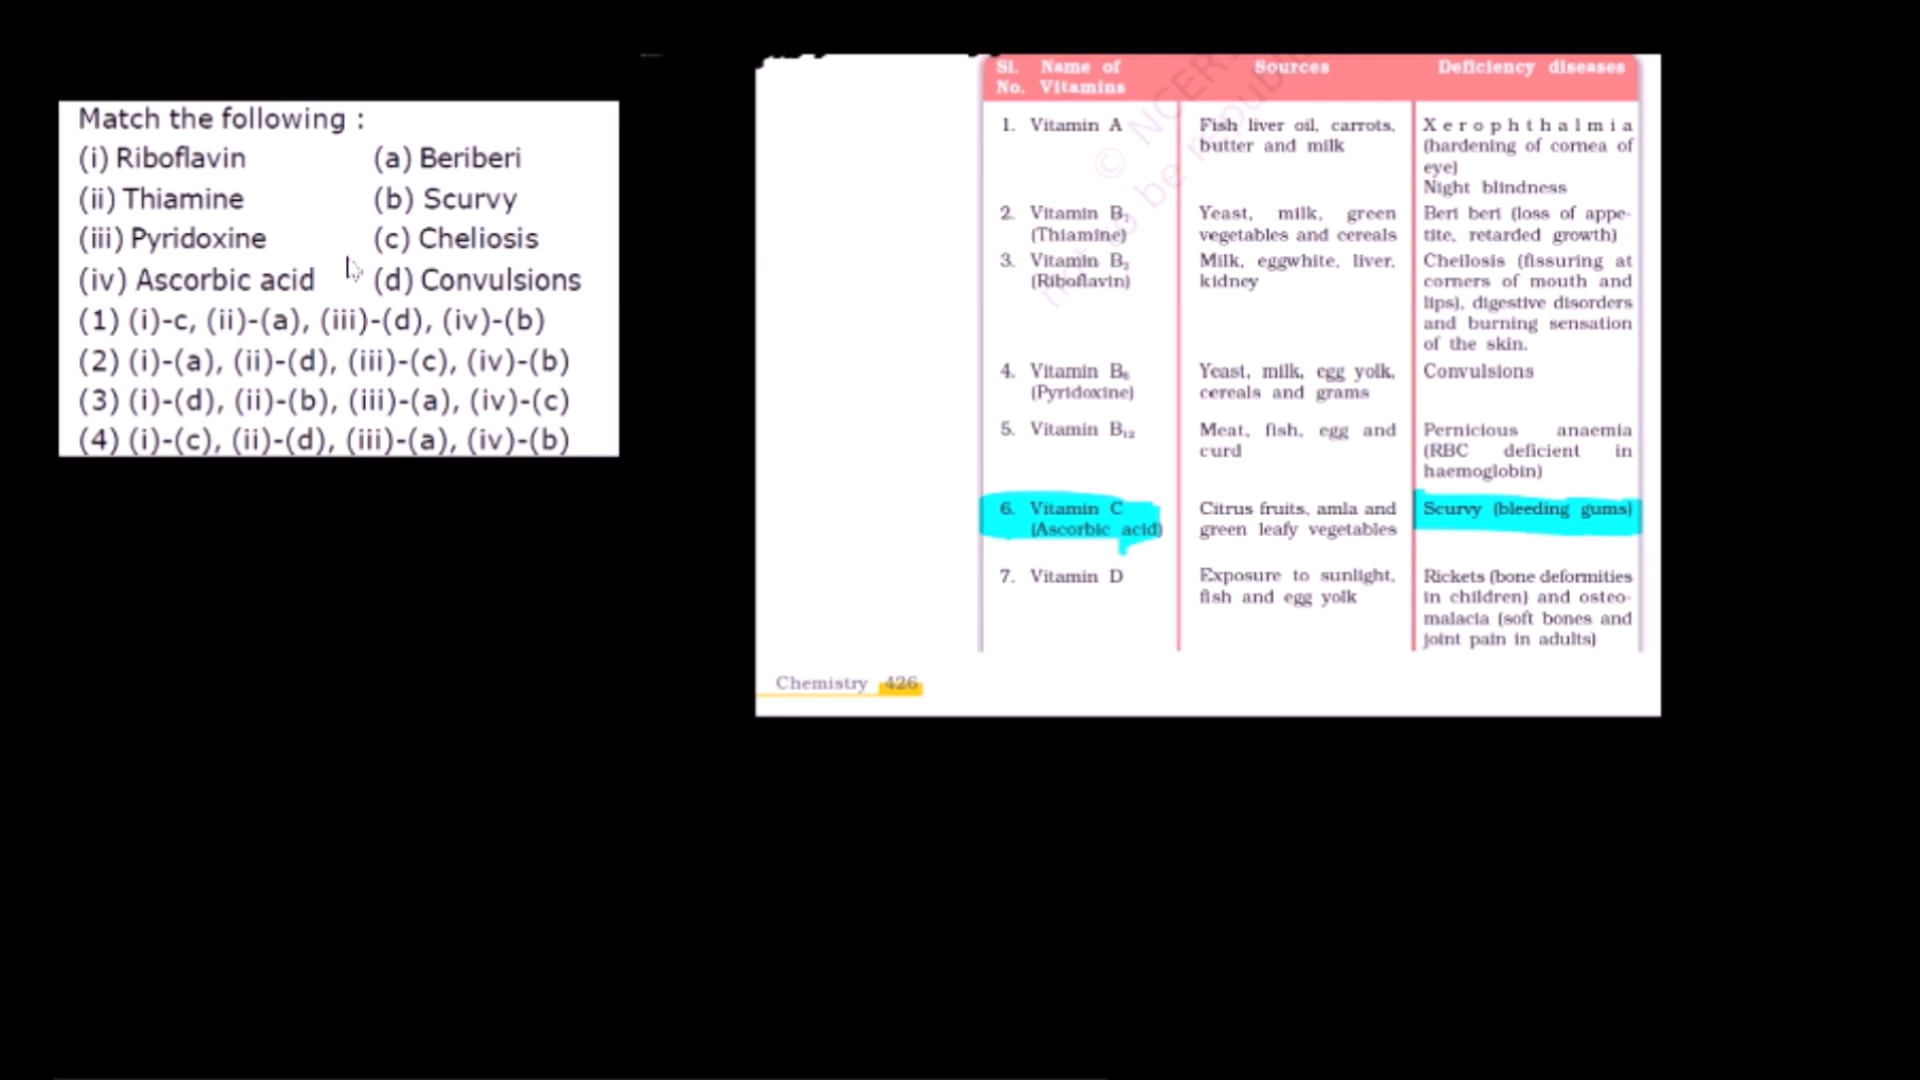 Match the following :
(i) Riboflavin (a) Beriberi
(ii) Thiamine (b) Scurvy
(iii) Pyridoxine (c) Cheliosis
(iv) Ascorbic acid (d) Convulsions
(1) (i)-c, (ii)-(a), (iii)-(d), (iv)-(b)
(2) (i)-(a), (ii)-(d), (iii)-(c), (iv)-(b)
(3) (i)-(d), (ii)-(b), (iii)-(a), (iv)-(c)
(4) (i)-(c), (ii)-(d), (iii)-(a), (iv)-(b)
Sl. Name of Sources Deficiency diseases
No. Vitamins
1. Vitamin A Fish liver oil, carrots, Xerophthalmia
butter and milk (hardening of cornea of
eye)
Night blindness
2. Vitamin B₁ Yeast, milk, green Beri beri (loss of appe-
(Thiamine) vegetables and cereals tite, retarded growth)
3. Vitamin B₂ Milk, eggwhite, liver, Cheilosis (fissuring at
(Riboflavin) kidney corners of mouth and
lips), digestive disorders
and burning sensation
of the skin.
4. Vitamin B₆ Yeast, milk, egg yolk, Convulsions
(Pyridoxine) cereals and grams
5. Vitamin B₁₂ Meat, fish, egg and Pernicious anaemia
curd (RBC deficient in
haemoglobin)
6. Vitamin C Citrus fruits, amla and Scurvy (bleeding gums)
(Ascorbic acid) green leafy vegetables
7. Vitamin D Exposure to sunlight, Rickets (bone deformities
fish and egg yolk in children) and osteo-
malacia (soft bones and
joint pain in adults)
Chemistry 426
© NCERT
be